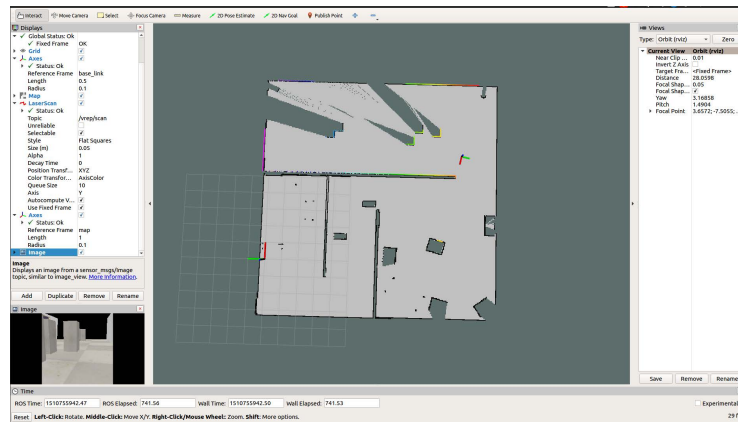 Interact Move Camera Select Focus Camera Measure 2D Pose Estimate 2D Nav Goal Publish Point
Displays
Global Status: Ok
Fixed Frame OK
Grid
Axes
Status: Ok
Reference Frame base_link
Length 0.5
Radius 0.1
Map
LaserScan
Status: Ok
Topic /vrep/scan
Unreliable
Selectable
Style Flat Squares
Size (m) 0.05
Alpha 1
Decay Time 0
Position Transf... XYZ
Color Transfor... AxisColor
Queue Size 10
Axis Y
Autocompute V...
Use Fixed Frame
Axes
Status: Ok
Reference Frame map
Length 1
Radius 0.1
Image
Image
Displays an image from a sensor_msgs/Image
topic, similar to image_view. More Information.
Add Duplicate Remove Rename
Image
Views
Type: Orbit (rviz) Zero
Current View Orbit (rviz)
Near Clip ... 0.01
Invert Z Axis
Target Fra... <Fixed Frame>
Distance 28.0598
Focal Shap... 0.05
Focal Shap...
Yaw 3.16858
Pitch 1.4904
Focal Point 3.6572; -7.5055; ...
Save Remove Rename
Time
ROS Time: 1510755942.47 ROS Elapsed: 741.56 Wall Time: 1510755942.50 Wall Elapsed: 741.53 Experimental
Reset Left-Click: Rotate. Middle-Click: Move X/Y. Right-Click/Mouse Wheel: Zoom. Shift: More options. 29 f